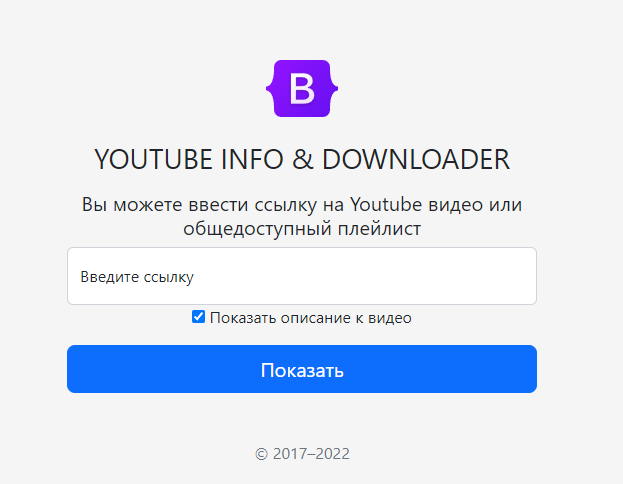 B
YOUTUBE INFO & DOWNLOADER
Вы можете ввести ссылку на Youtube видео или
общедоступный плейлист
Введите ссылку
Показать описание к видео
Показать
© 2017–2022